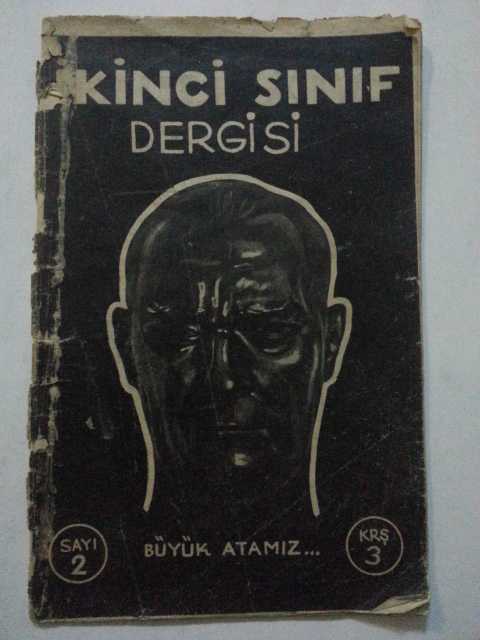 İKİNCİ SINIF
DERGİSİ
SAYI
2
BÜYÜK ATAMIZ...
KRŞ
3